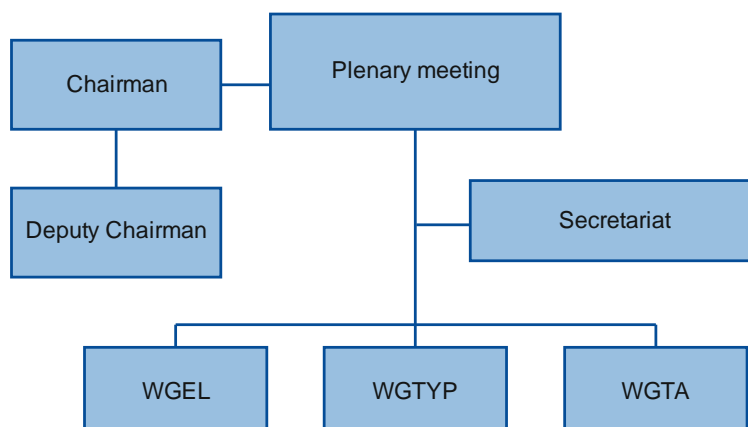 Chairman
Plenary meeting
Deputy Chairman
Secretariat
WGEL
WGTYP
WGTA